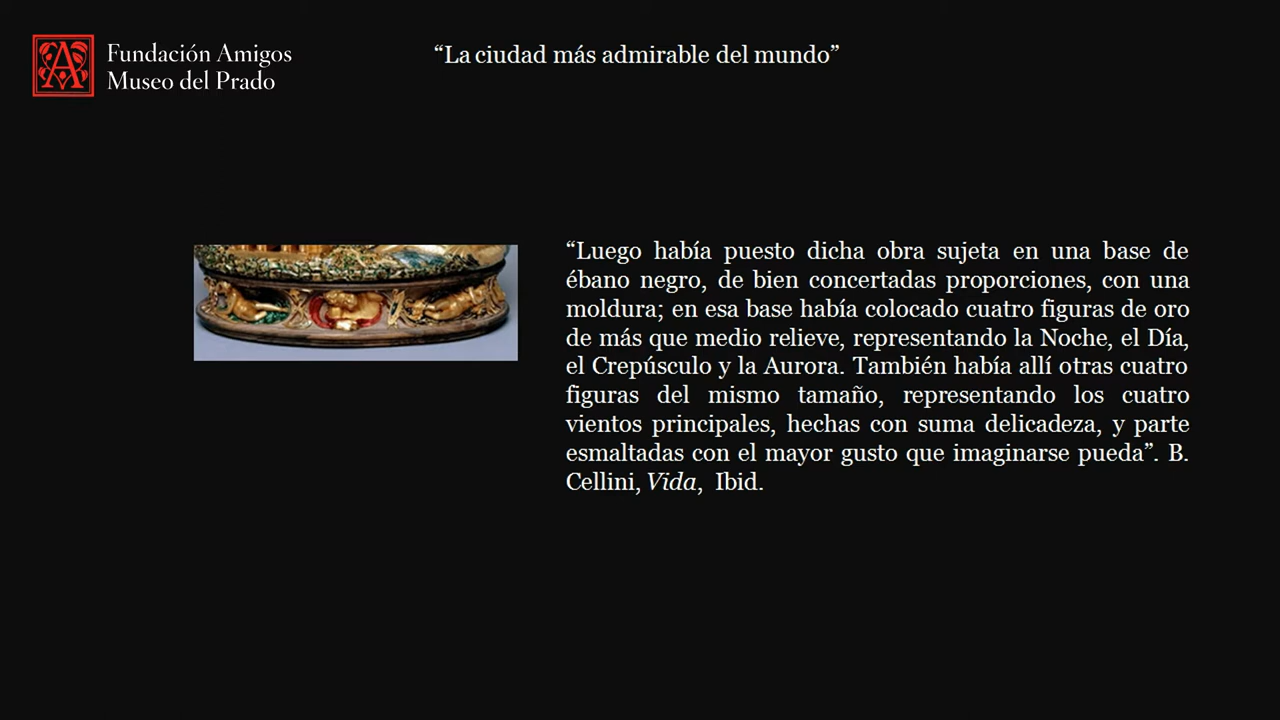 Fundación Amigos
Museo del Prado
“La ciudad más admirable del mundo”
“Luego había puesto dicha obra sujeta en una base de
ébano negro, de bien concertadas proporciones, con una
moldura; en esa base había colocado cuatro figuras de oro
de más que medio relieve, representando la Noche, el Día,
el Crepúsculo y la Aurora. También había allí otras cuatro
figuras del mismo tamaño, representando los cuatro
vientos principales, hechas con suma delicadeza, y parte
esmaltadas con el mayor gusto que imaginarse pueda”. B.
Cellini, Vida, Ibid.